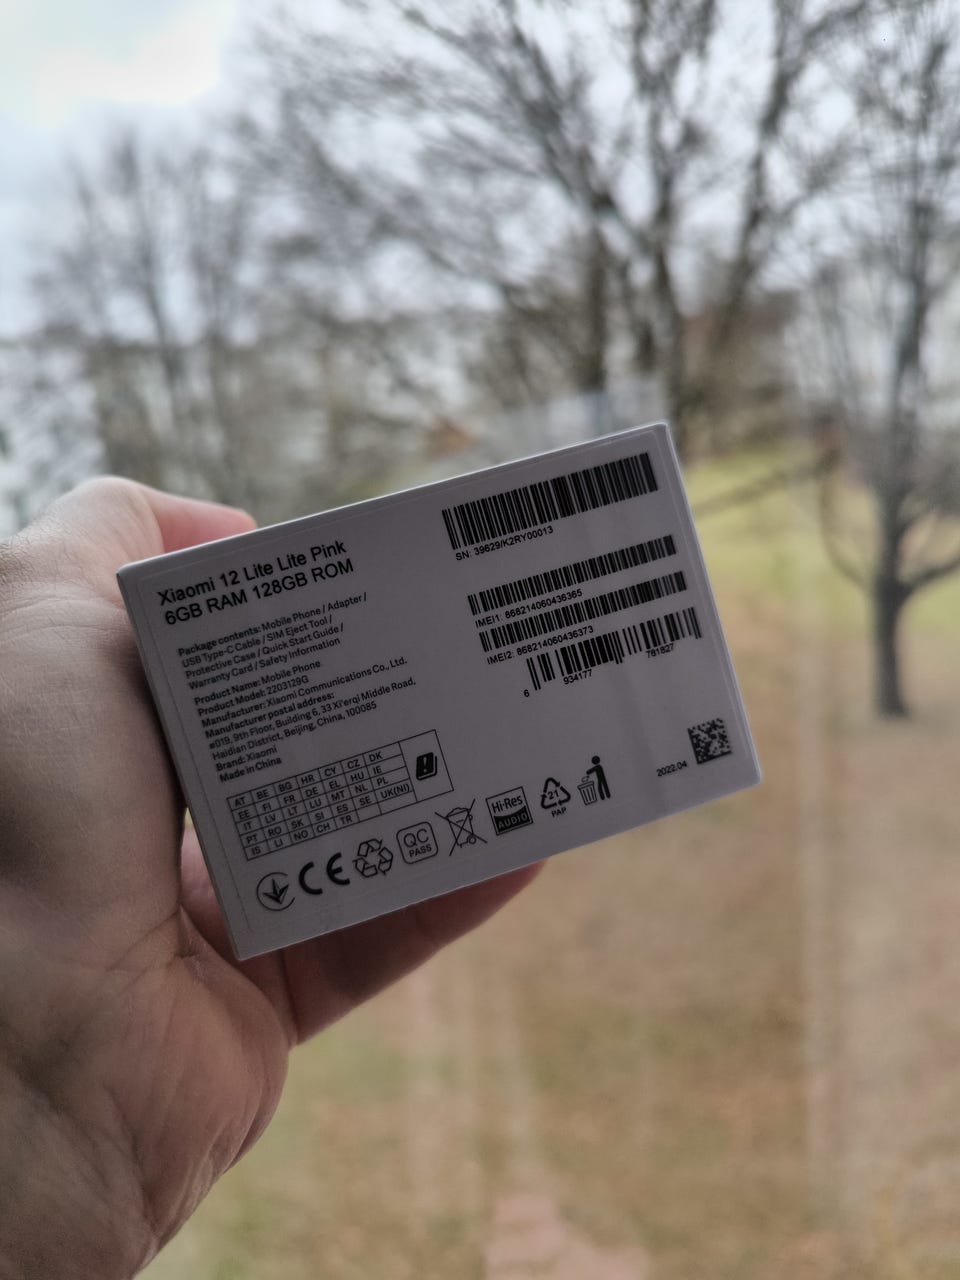 Xiaomi 12 Lite Lite Pink
6GB RAM 128GB ROM
Package contents: Mobile Phone / Adapter /
USB Type-C Cable / SIM Eject Tool /
Protective Case / Quick Start Guide /
Warranty Card / Safety Information
Product Name: Mobile Phone
Product Model: 2203129G
Manufacturer: Xiaomi Communications Co., Ltd.
Manufacturer postal address:
#019, 9th Floor, Building 6, 33 Xi'erqi Middle Road,
Haidian District, Beijing, China, 100085
Brand: Xiaomi
Made in China
AT BE BG HR CY CZ DK
EE FI FR DE EL HU IE
IT LV LT LU MT NL PL
PT RO SK SI ES SE UK(NI)
IS LI NO CH TR
CE
QC
PASS
Hi-Res
AUDIO
21
PAP
SN: 39629/K2RY00013
IMEI1: 868214060436365
IMEI2: 868214060436373
6 934177 781827
2022.04